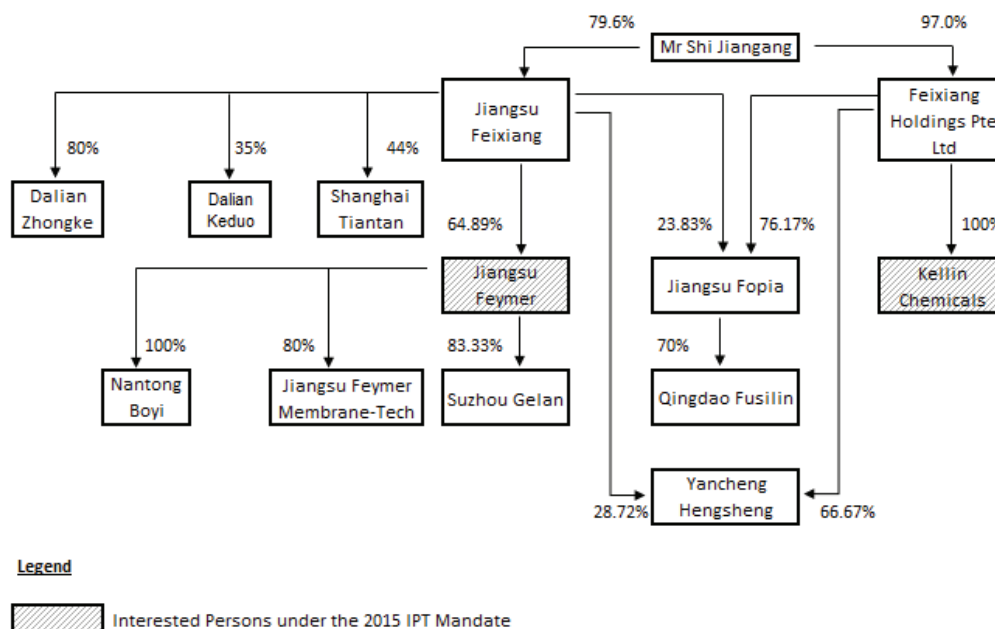 79.6%
97.0%
Mr Shi Jiangang
Jiangsu
Feixiang
Feixiang
Holdings Pte
Ltd
80%
35%
44%
Dalian
Zhongke
Dalian
Keduo
Shanghai
Tiantan
64.89%
23.83%
76.17%
100%
Jiangsu
Feymer
Jiangsu Fopia
Kellin
Chemicals
100%
80%
83.33%
70%
Nantong
Boyi
Jiangsu Feymer
Membrane-Tech
Suzhou Gelan
Qingdao Fusilin
Yancheng
Hengsheng
28.72%
66.67%
Legend
Interested Persons under the 2015 IPT Mandate